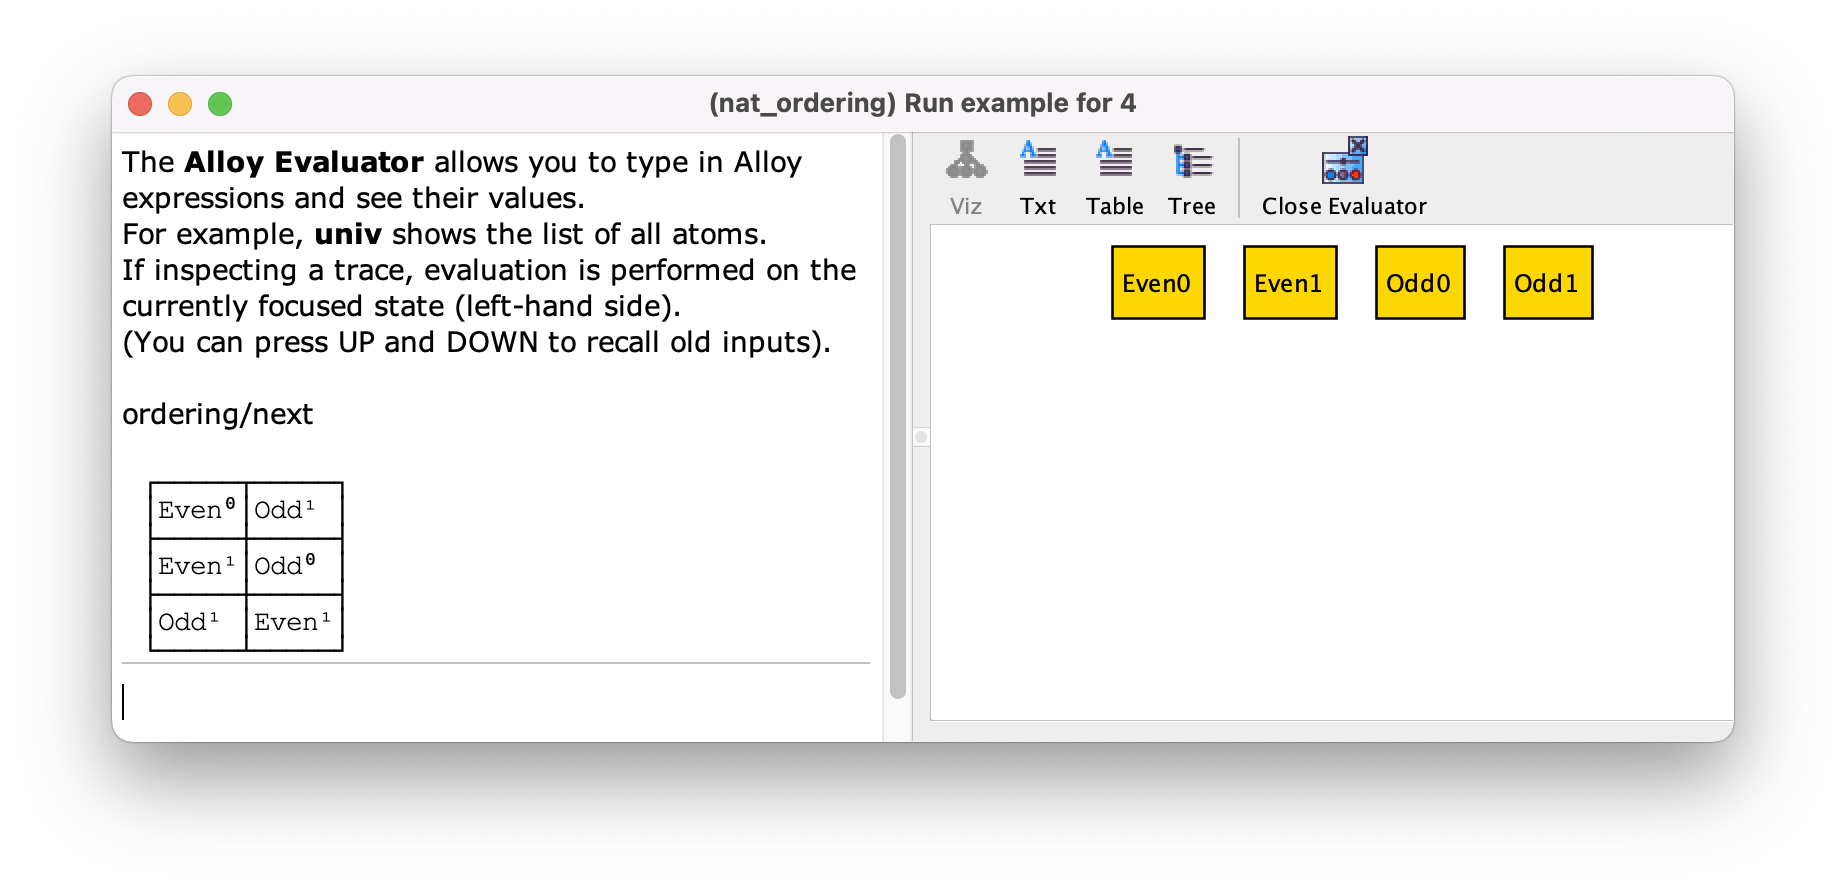 (nat_ordering) Run example for 4
The Alloy Evaluator allows you to type in Alloy
expressions and see their values.
For example, univ shows the list of all atoms.
If inspecting a trace, evaluation is performed on the
currently focused state (left-hand side).
(You can press UP and DOWN to recall old inputs).
ordering/next
Even⁰ Odd¹
Even¹ Odd⁰
Odd¹ Even¹
Viz Txt Table Tree Close Evaluator
Even0 Even1 Odd0 Odd1